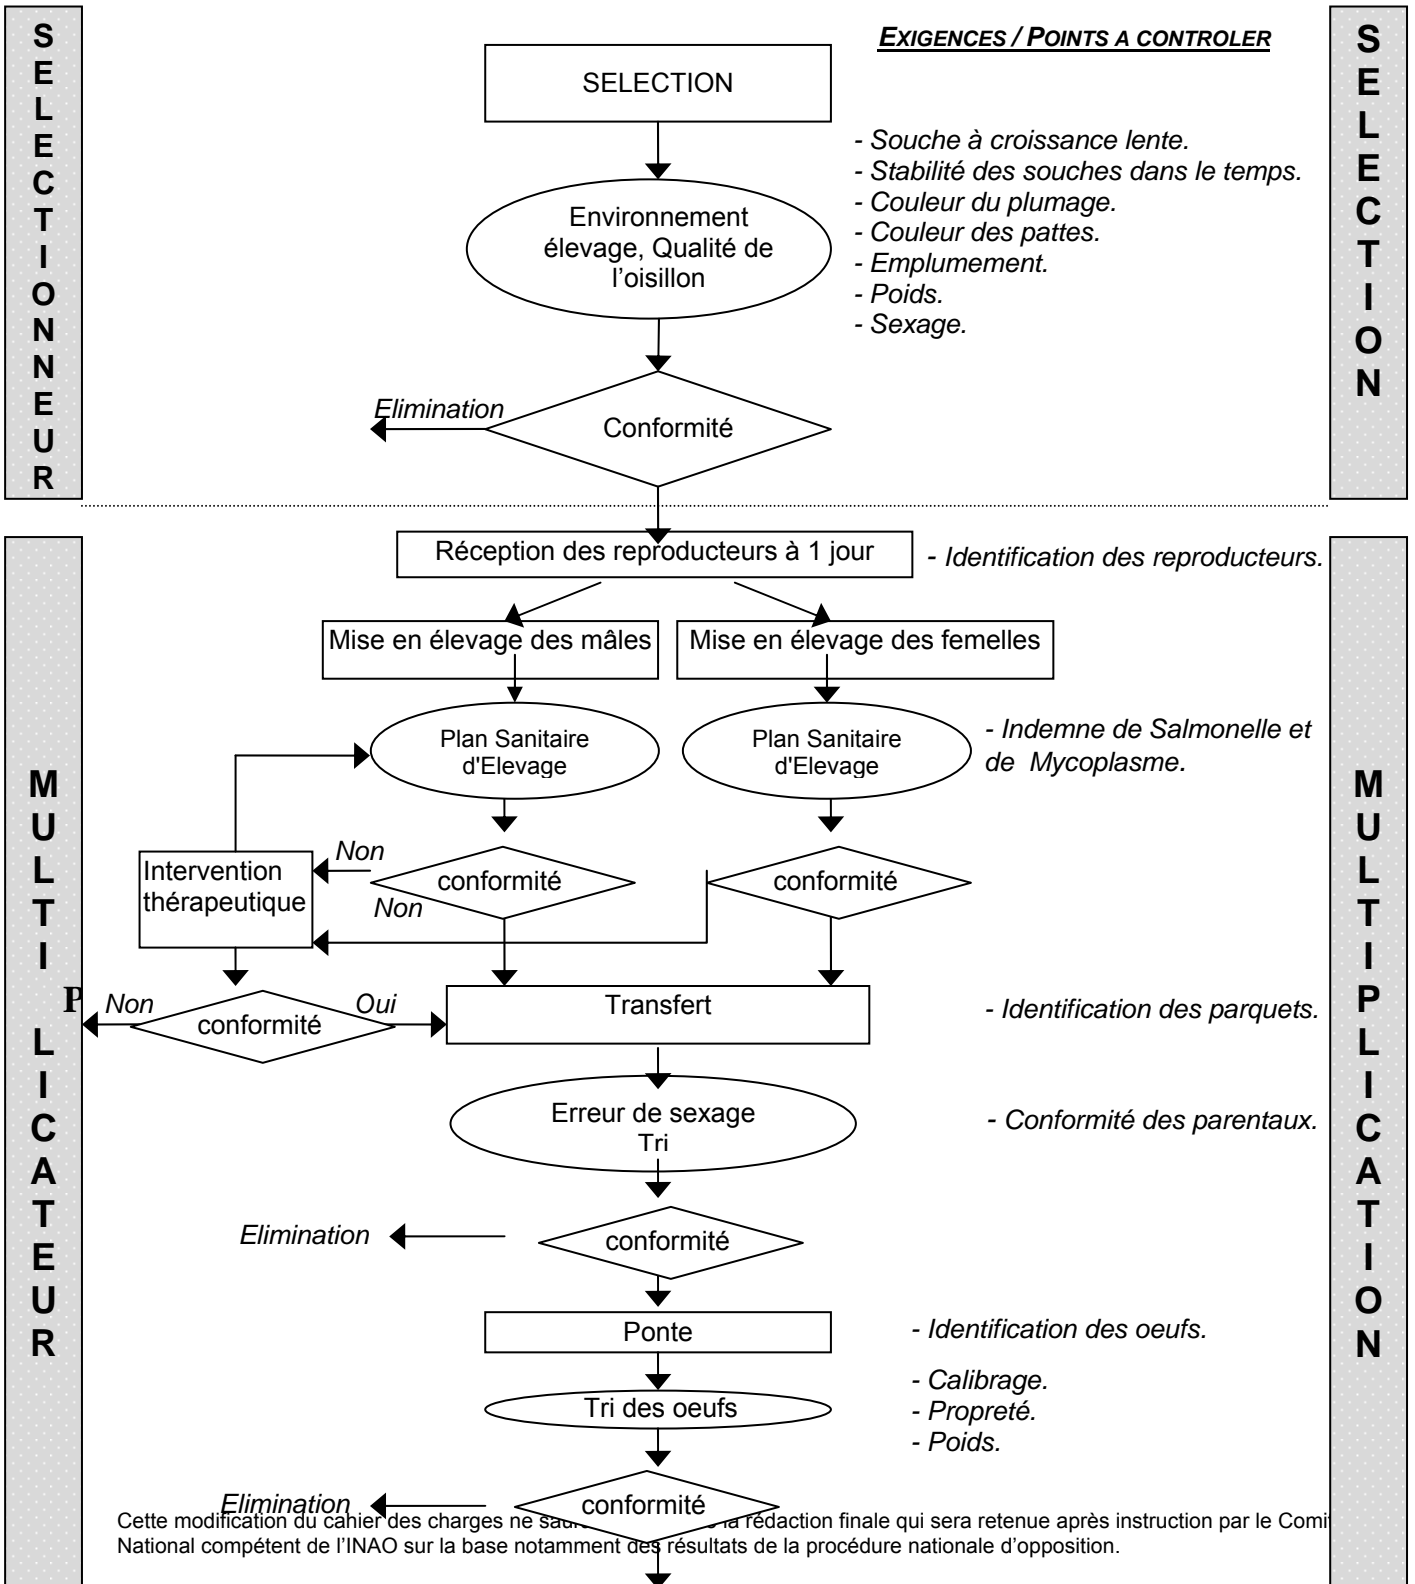 SELECTIONNEUR
SELECTION
EXIGENCES / POINTS A CONTROLER
SELECTION
- Souche à croissance lente.
- Stabilité des souches dans le temps.
- Couleur du plumage.
- Couleur des pattes.
- Emplumement.
- Poids.
- Sexage.
Environnement
élevage, Qualité de
l'oisillon
Elimination
Conformité
MULTI
P
LICATEUR
MULTIPLICATION
Réception des reproducteurs à 1 jour
- Identification des reproducteurs.
Mise en élevage des mâles
Mise en élevage des femelles
Plan Sanitaire
d'Elevage
Plan Sanitaire
d'Elevage
- Indemne de Salmonelle et
de Mycoplasme.
Intervention
thérapeutique
Non
conformité
Non
conformité
Non
conformité
Oui
Transfert
- Identification des parquets.
Erreur de sexage
Tri
- Conformité des parentaux.
Elimination
conformité
Ponte
- Identification des oeufs.
- Calibrage.
- Propreté.
- Poids.
Tri des oeufs
Elimination
conformité
Cette modification du cahier des charges ne la rédaction finale qui sera retenue après instruction par le
National compétent de l'INAO sur la base notamment des résultats de la procédure nationale d'opposition.